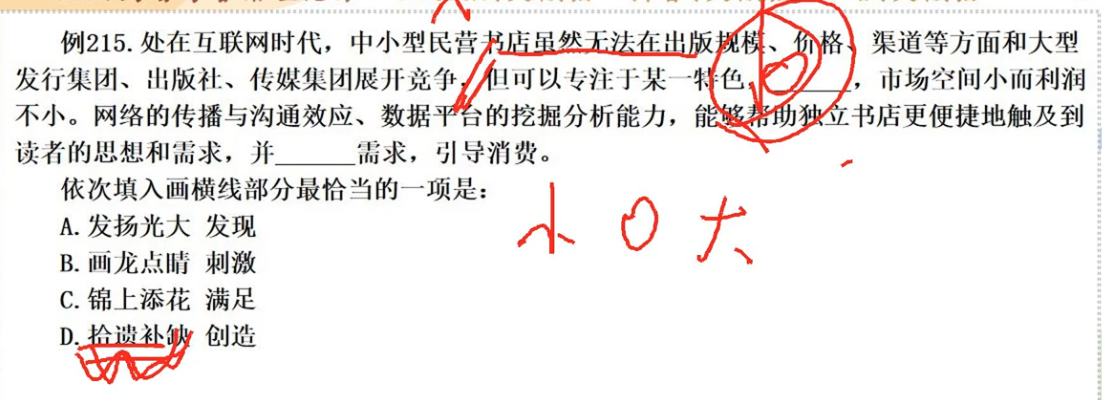 例215.处在互联网时代，中小型民营书店虽然无法在出版规模、价格、渠道等方面和大型
发行集团、出版社、传媒集团展开竞争，但可以专注于某一特色，______，市场空间小而利润
不小。网络的传播与沟通效应、数据平台的挖掘分析能力，能够帮助独立书店更便捷地触及到
读者的思想和需求，并______需求，引导消费。
依次填入画横线部分最恰当的一项是：
A.发扬光大 发现
B.画龙点睛 刺激
C.锦上添花 满足
D.拾遗补缺 创造
小 口 大